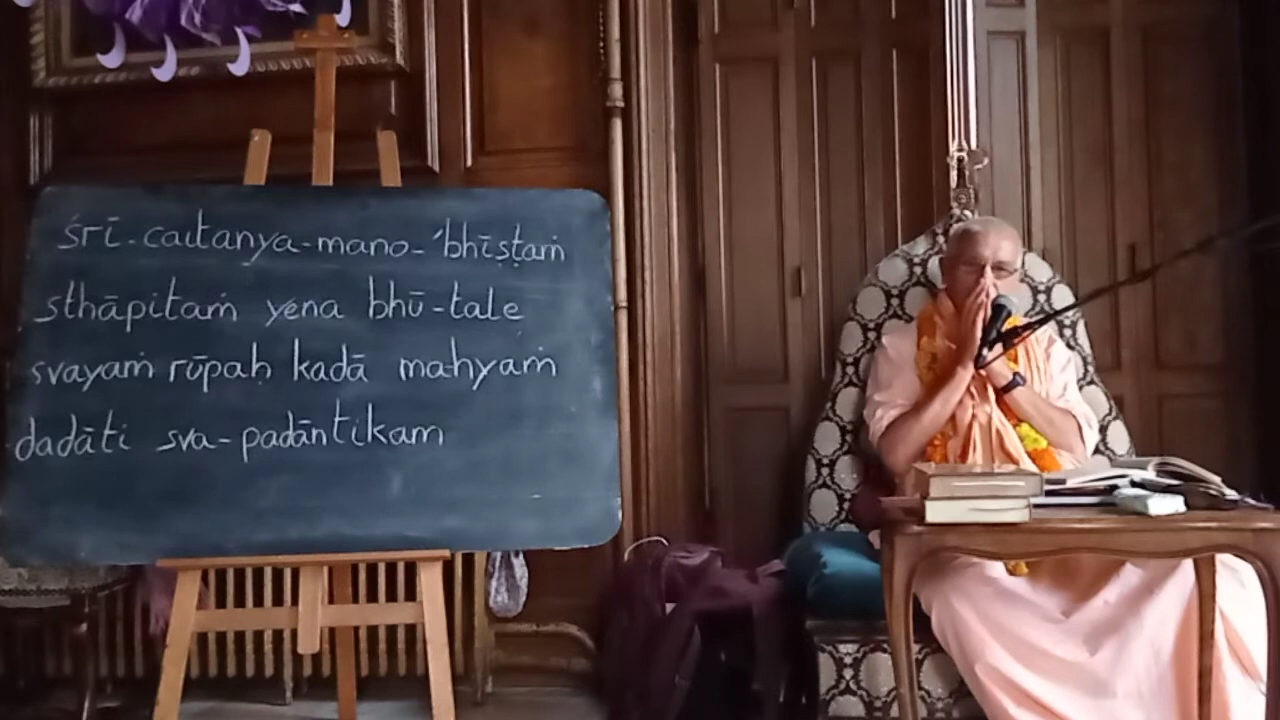 śrī-caitanya-mano-'bhīṣṭaṁ
sthāpitaṁ yena bhū-tale
svayaṁ rūpaḥ kadā mahyaṁ
dadāti sva-padāntikam